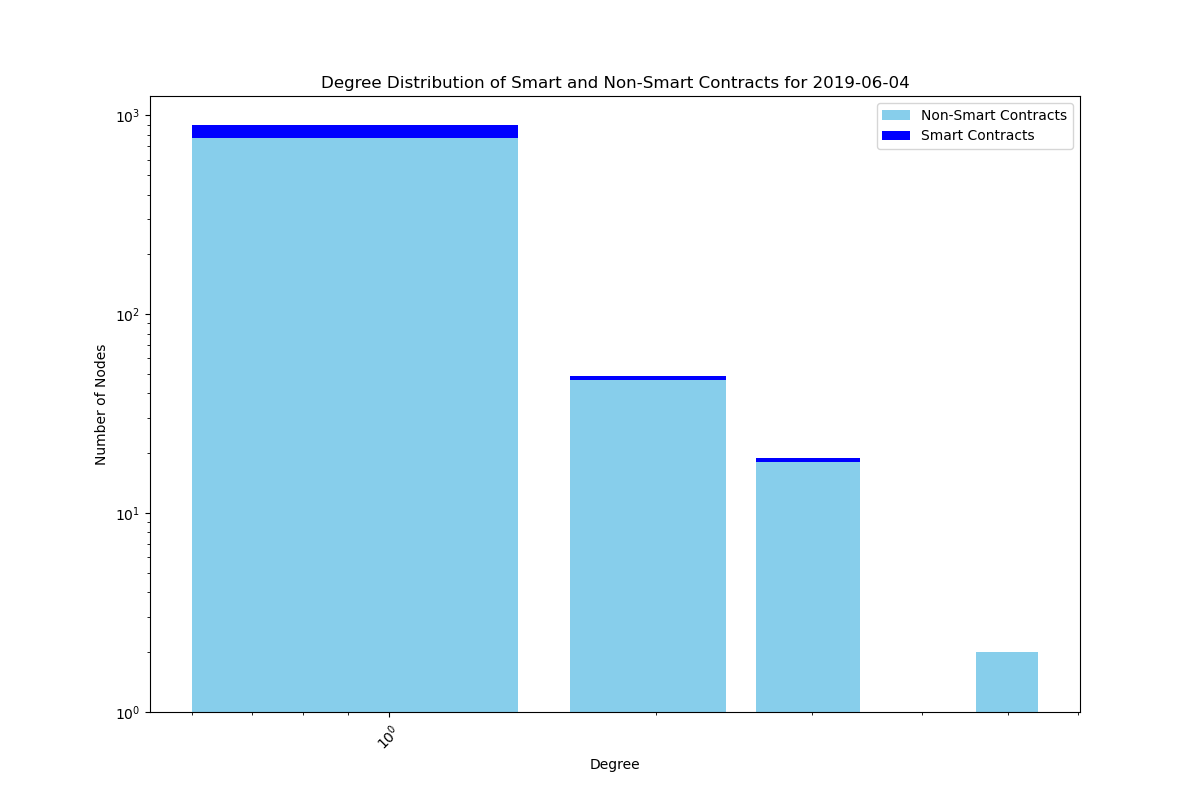 Degree Distribution of Smart and Non-Smart Contracts for 2019-06-04
Non-Smart Contracts
Smart Contracts
10³
10²
10¹
10⁰
Number of Nodes
10⁰
Degree